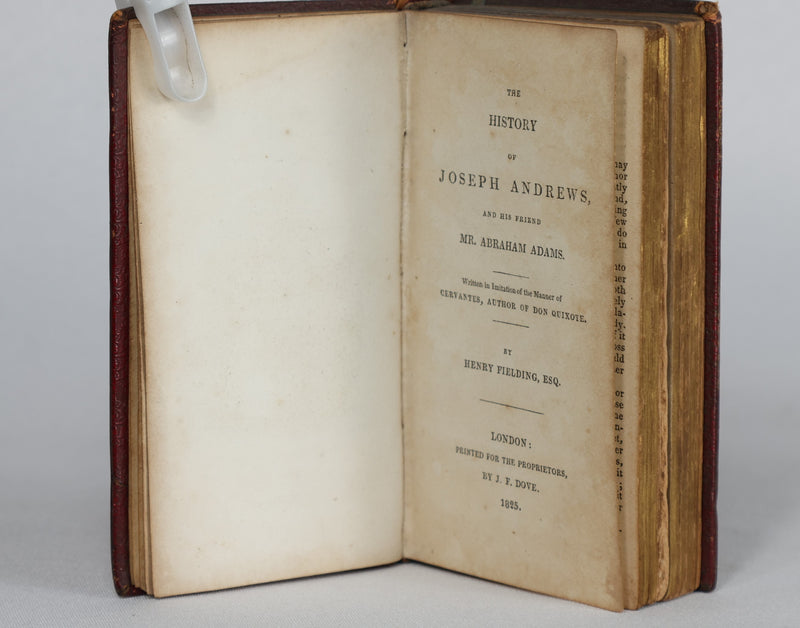 THE
HISTORY
OF
JOSEPH ANDREWS,
AND HIS FRIEND
MR. ABRAHAM ADAMS.
Written in Imitation of the Manner of
CERVANTES, AUTHOR OF DON QUIXOTE.
BY
HENRY FIELDING, ESQ.
LONDON:
PRINTED FOR THE PROPRIETORS,
BY J. F. DOVE.
1825.